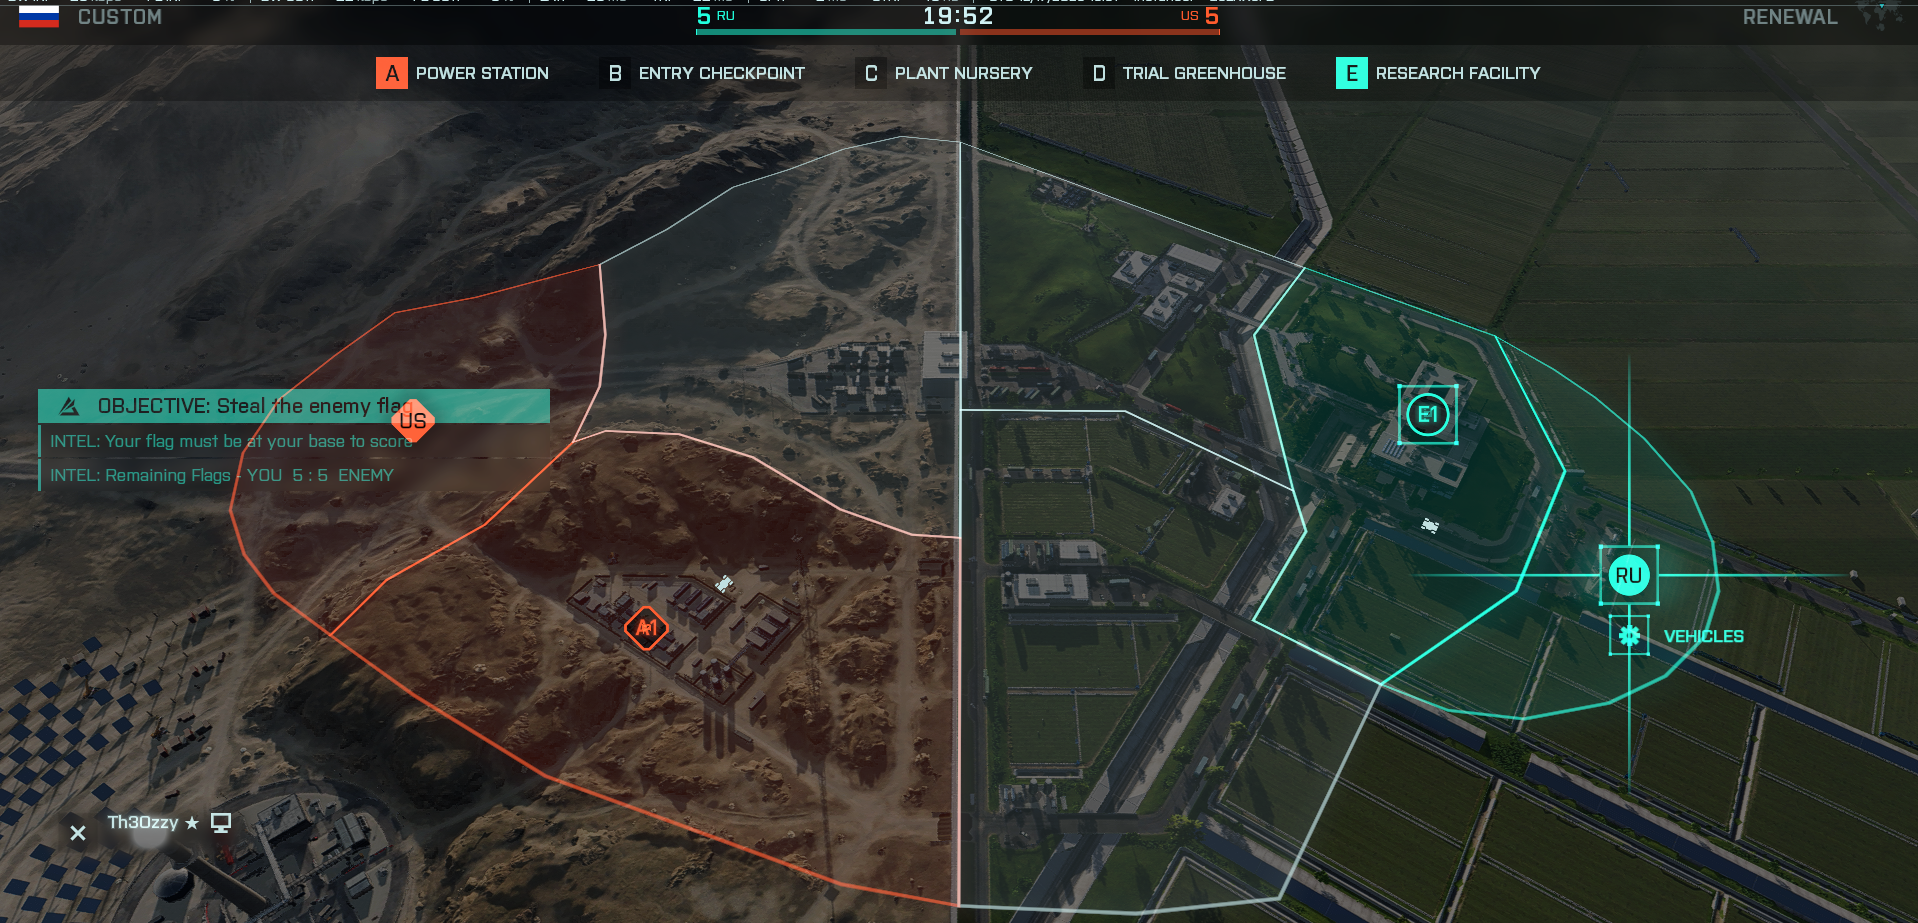 CUSTOM
5 RU
19:52
US 5
RENEWAL
A POWER STATION
B ENTRY CHECKPOINT
C PLANT NURSERY
D TRIAL GREENHOUSE
E RESEARCH FACILITY
OBJECTIVE: Steal the enemy flag
US
INTEL: Your flag must be at your base to score
INTEL: Remaining Flags - YOU 5 : 5 ENEMY
E1
RU
VEHICLES
A1
Th3Ozzy